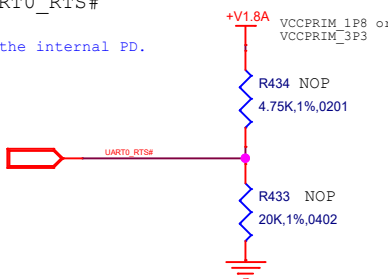 RT0_RTS#
the internal PD.
+V1.8A
VCCPRIM_1P8 or
VCCPRIM_3P3
R434 NOP
4.75K,1%,0201
UART0_RTS#
R433 NOP
20K,1%,0402